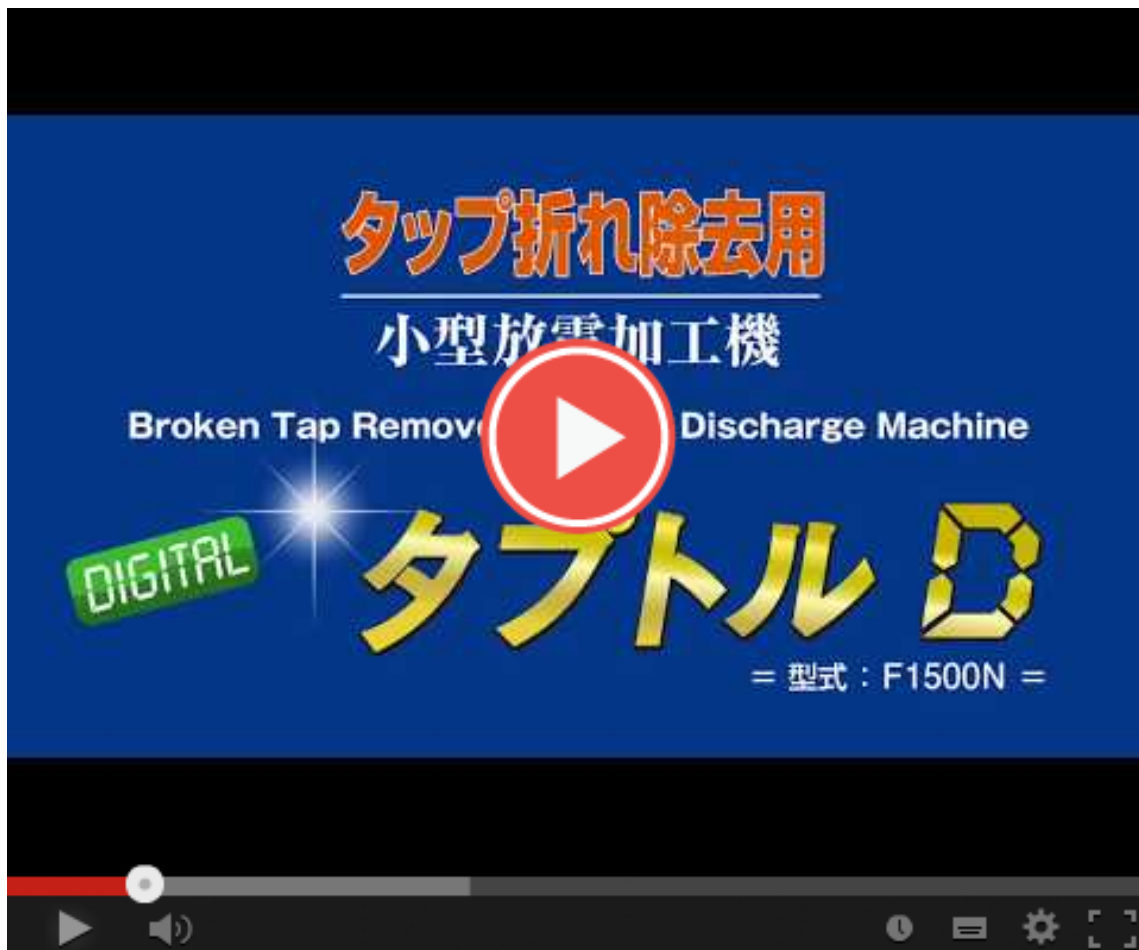 タップ折れ除去用
小型放電加工機
Broken Tap Discharge Machine
DIGITAL
タプトル D
= 型式：F1500N =